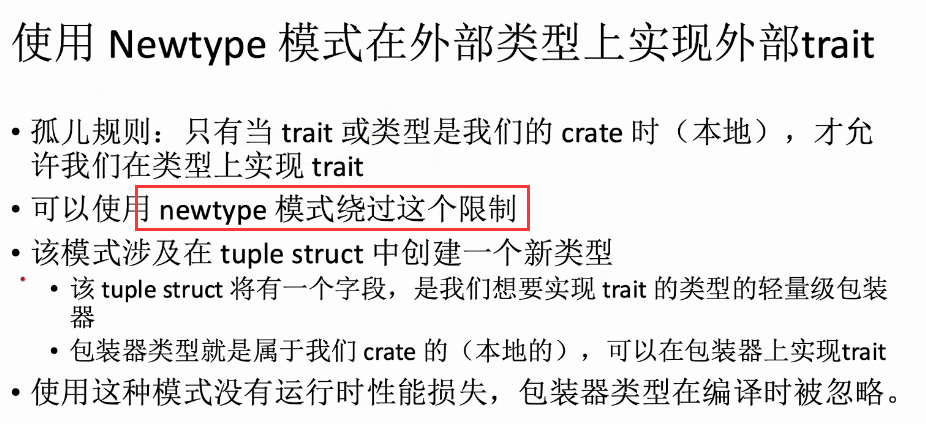 使用 Newtype 模式在外部类型上实现外部trait
• 孤儿规则：只有当 trait 或类型是我们的 crate 时（本地），才允
许我们在类型上实现 trait
• 可以使用 newtype 模式绕过这个限制
• 该模式涉及在 tuple struct 中创建一个新类型
• 该 tuple struct 将有一个字段，是我们想要实现 trait 的类型的轻量级包装
器
• 包装器类型就是属于我们 crate 的（本地的），可以在包装器上实现trait
• 使用这种模式没有运行时性能损失，包装器类型在编译时被忽略。